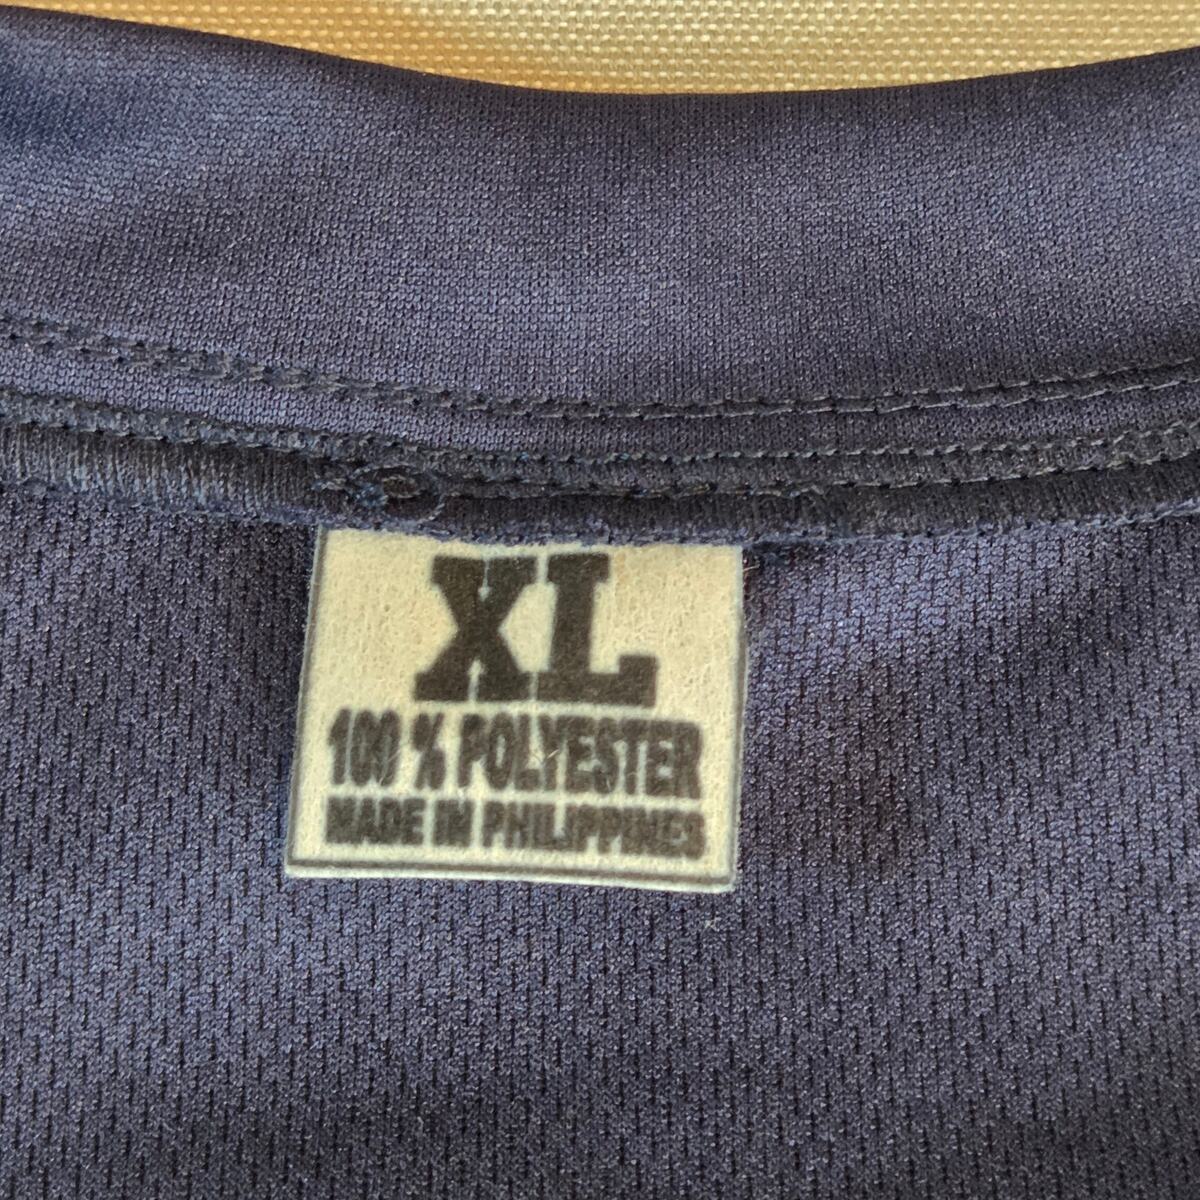 XL
100 % POLYESTER
MADE IN PHILIPPINES